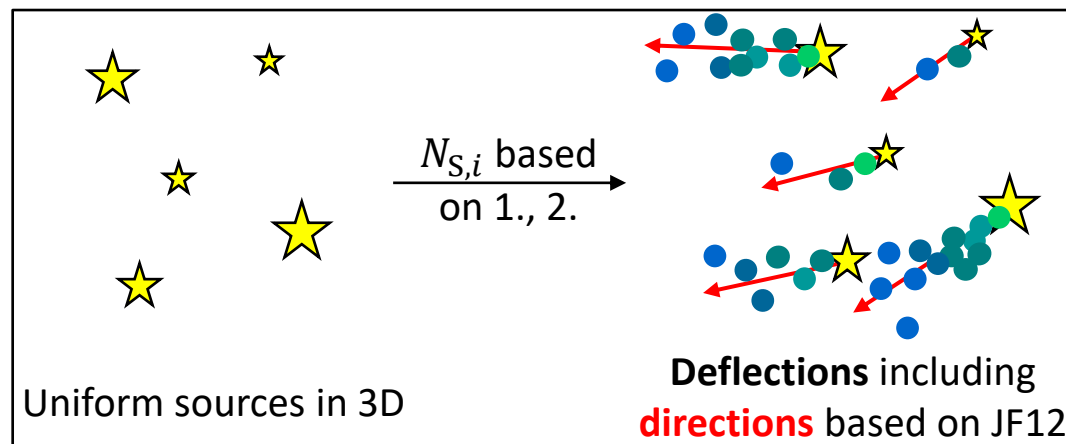 N_S,i based
on 1., 2.
Uniform sources in 3D
Deflections including
directions based on JF12